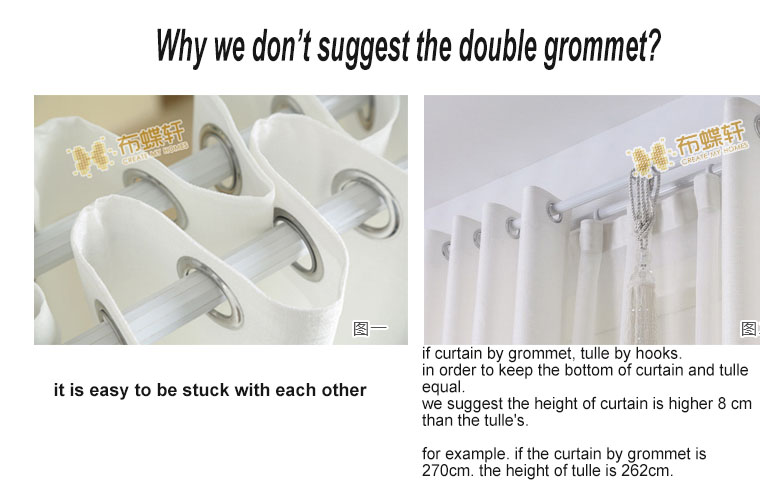 Why we don't suggest the double grommet?
布蝶轩
CREATE MY HOMES
图一
布蝶轩
CREATE MY HOMES
图
it is easy to be stuck with each other
if curtain by grommet, tulle by hooks.
in order to keep the bottom of curtain and tulle
equal.
we suggest the height of curtain is higher 8 cm
than the tulle's.
for example. if the curtain by grommet is
270cm. the height of tulle is 262cm.